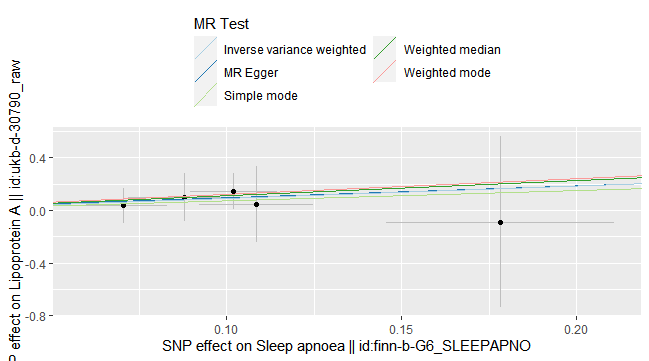 MR Test
Inverse variance weighted
Weighted median
MR Egger
Weighted mode
Simple mode
effect on Lipoprotein A || id:ukb-d-30790_raw
0.4
0.0
-0.4
-0.8
0.10
0.15
0.20
SNP effect on Sleep apnoea || id:finn-b-G6_SLEEPAPNO